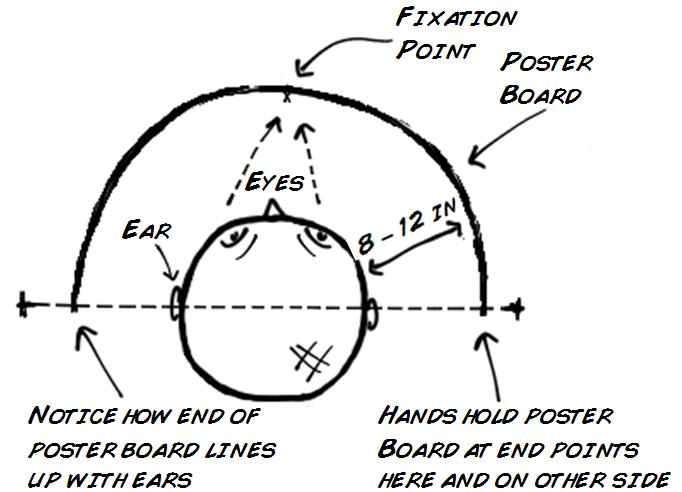 FIXATION
POINT
POSTER
BOARD
EYES
EAR
8-12 IN
NOTICE HOW END OF
POSTER BOARD LINES
UP WITH EARS
HANDS HOLD POSTER
BOARD AT END POINTS
HERE AND ON OTHER SIDE